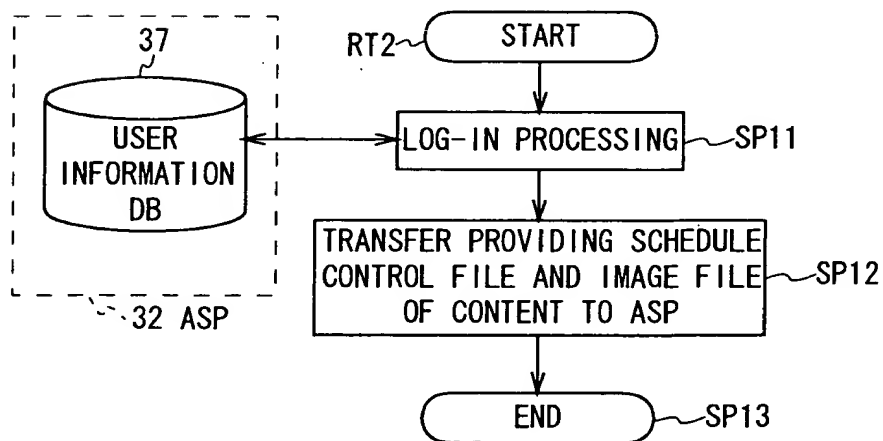 37
USER
INFORMATION
DB
32 ASP
RT2
START
LOG-IN PROCESSING
SP11
TRANSFER PROVIDING SCHEDULE
CONTROL FILE AND IMAGE FILE
OF CONTENT TO ASP
SP12
END
SP13